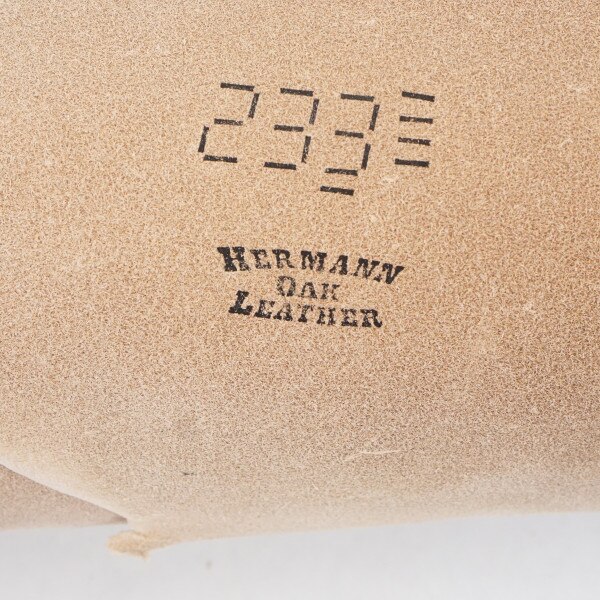 233
HERMANN
OAK
LEATHER